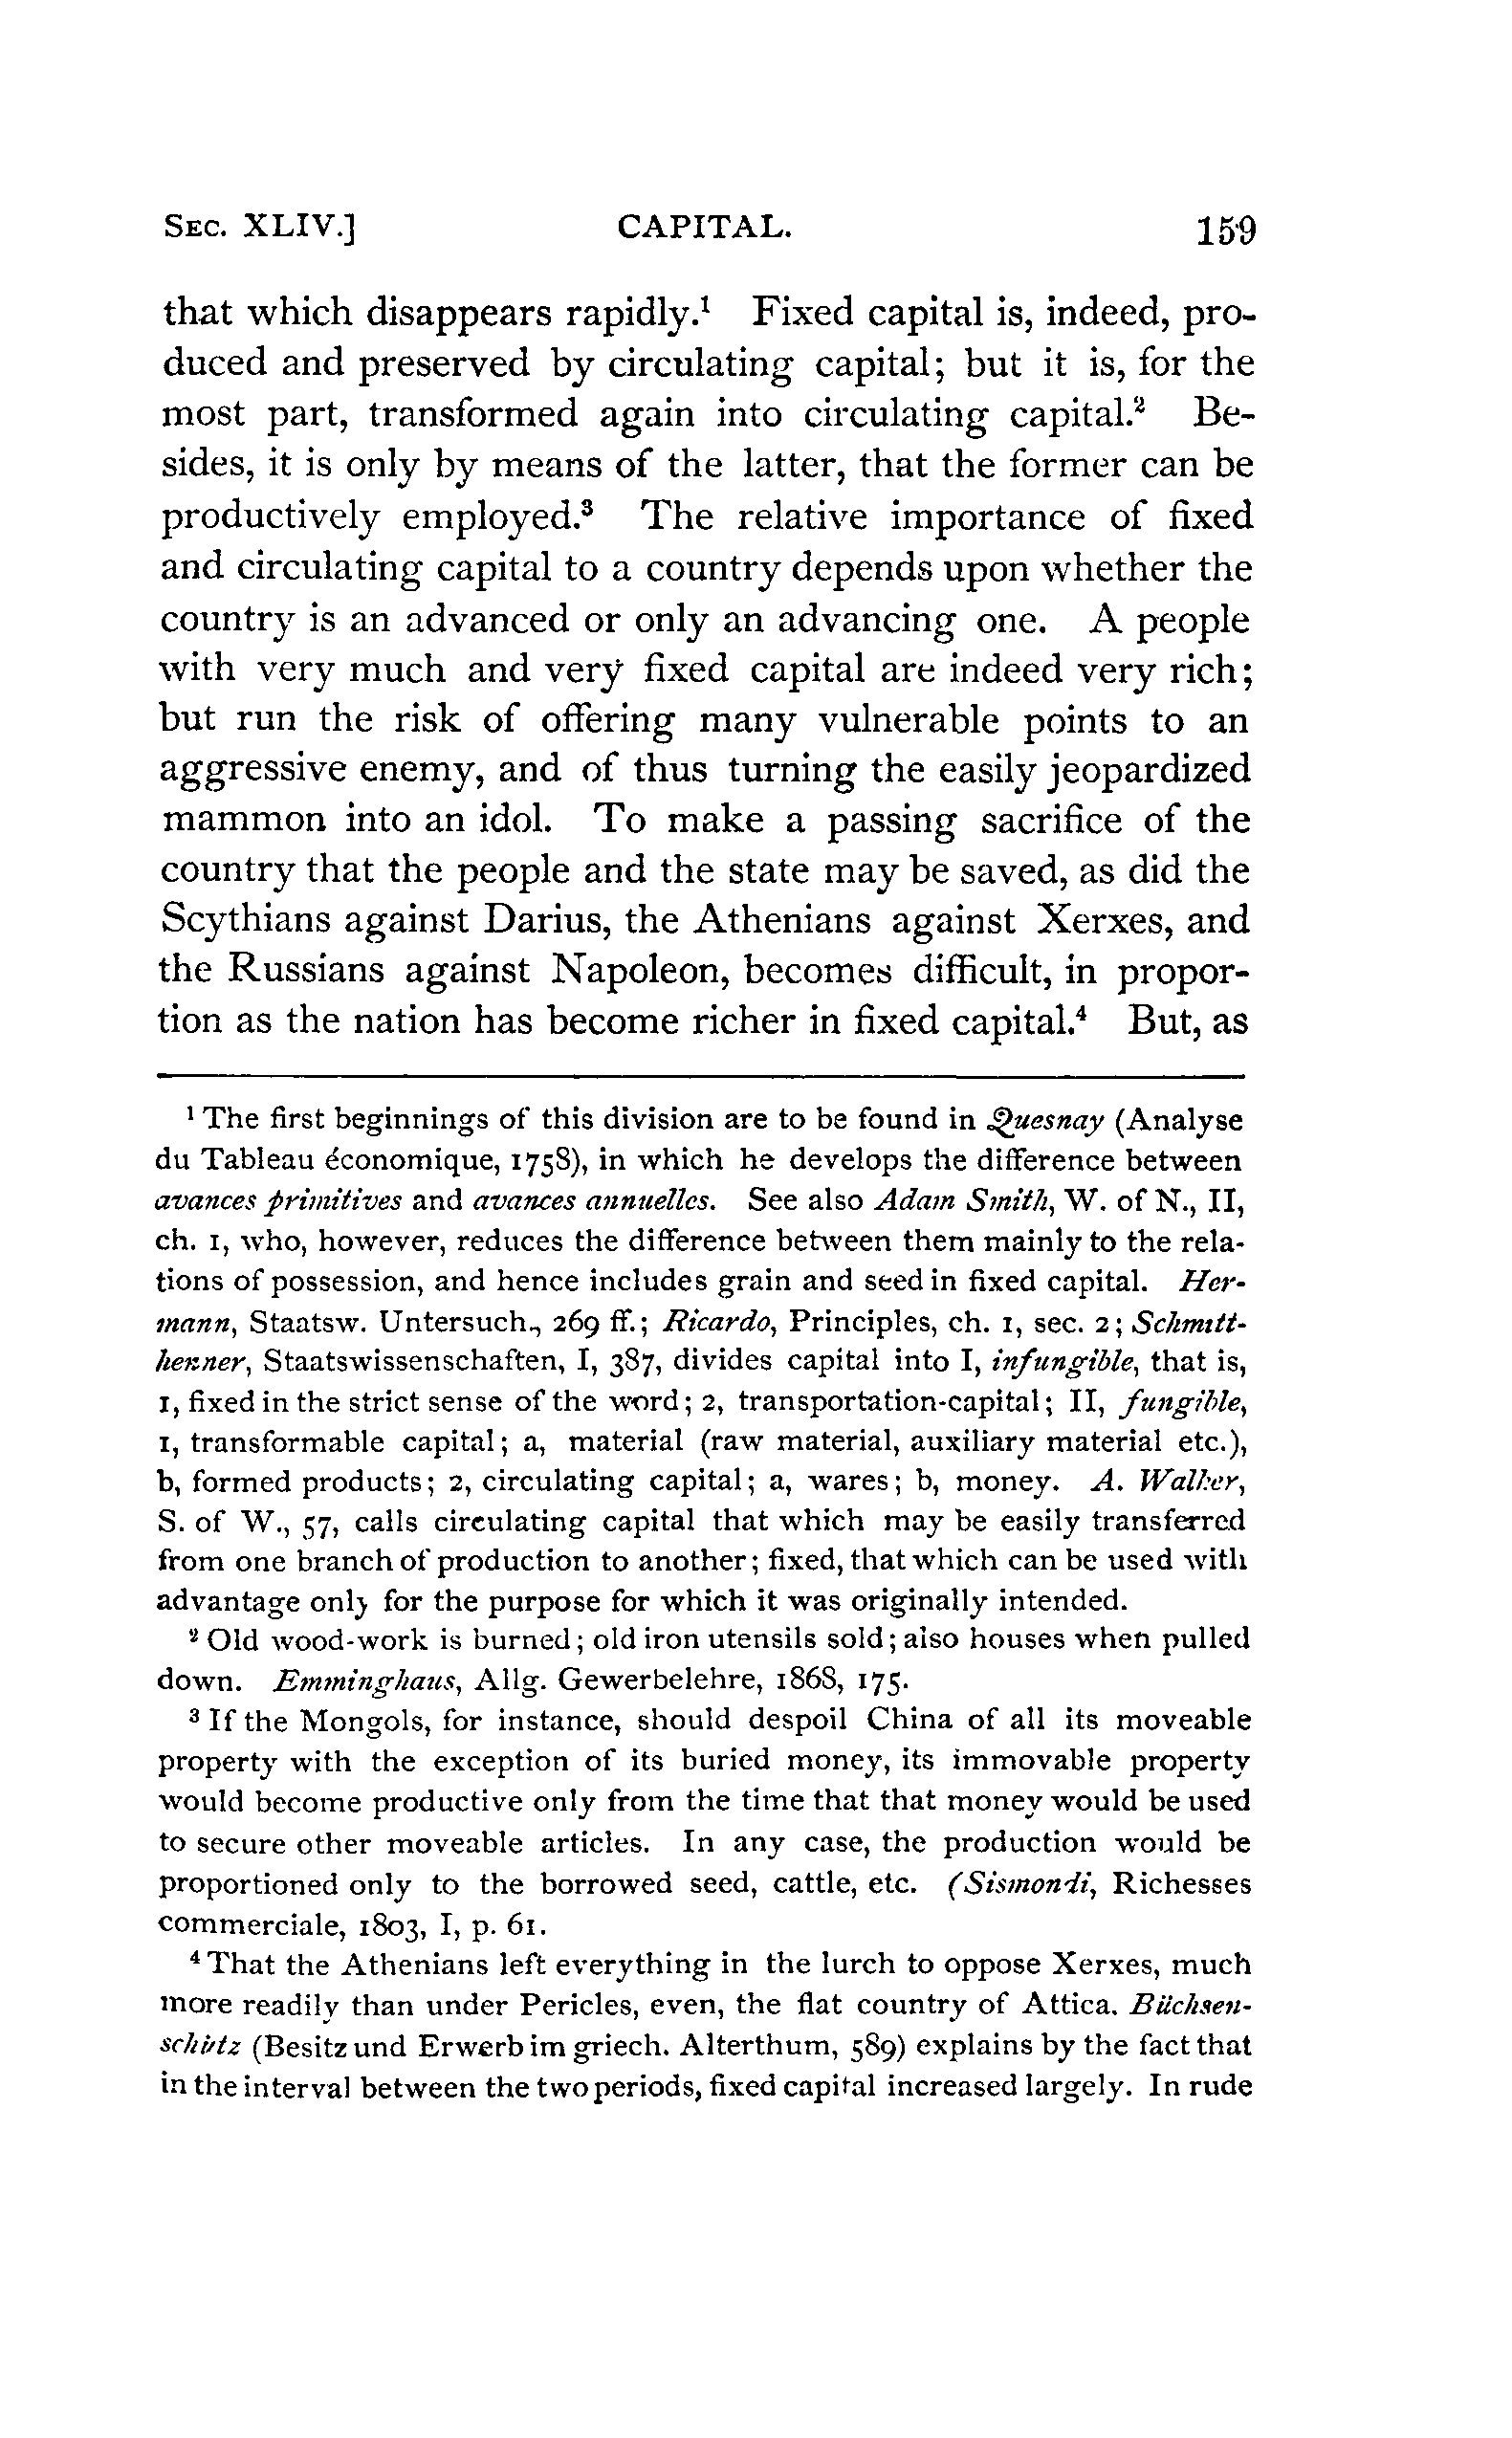 SEC. XLIV.] CAPITAL. 159
that which disappears rapidly.¹ Fixed capital is, indeed, pro-
duced and preserved by circulating capital; but it is, for the
most part, transformed again into circulating capital.² Be-
sides, it is only by means of the latter, that the former can be
productively employed.³ The relative importance of fixed
and circulating capital to a country depends upon whether the
country is an advanced or only an advancing one. A people
with very much and very fixed capital are indeed very rich;
but run the risk of offering many vulnerable points to an
aggressive enemy, and of thus turning the easily jeopardized
mammon into an idol. To make a passing sacrifice of the
country that the people and the state may be saved, as did the
Scythians against Darius, the Athenians against Xerxes, and
the Russians against Napoleon, becomes difficult, in propor-
tion as the nation has become richer in fixed capital.⁴ But, as
¹ The first beginnings of this division are to be found in Quesnay (Analyse
du Tableau économique, 1758), in which he develops the difference between
avances primitives and avances annuelles. See also Adam Smith, W. of N., II,
ch. 1, who, however, reduces the difference between them mainly to the rela-
tions of possession, and hence includes grain and seed in fixed capital. Her-
mann, Staatsw. Untersuch., 269 ff.; Ricardo, Principles, ch. 1, sec. 2; Schmitt-
henner, Staatswissenschaften, I, 387, divides capital into I, infungible, that is,
1, fixed in the strict sense of the word; 2, transportation-capital; II, fungible,
1, transformable capital; a, material (raw material, auxiliary material etc.),
b, formed products; 2, circulating capital; a, wares; b, money. A. Walker,
S. of W., 57, calls circulating capital that which may be easily transferred
from one branch of production to another; fixed, that which can be used with
advantage only for the purpose for which it was originally intended.
² Old wood-work is burned; old iron utensils sold; also houses when pulled
down. Emminghaus, Allg. Gewerbelehre, 1868, 175.
³ If the Mongols, for instance, should despoil China of all its moveable
property with the exception of its buried money, its immovable property
would become productive only from the time that that money would be used
to secure other moveable articles. In any case, the production would be
proportioned only to the borrowed seed, cattle, etc. (Sismondi, Richesses
commerciale, 1803, I, p. 61.
⁴ That the Athenians left everything in the lurch to oppose Xerxes, much
more readily than under Pericles, even, the flat country of Attica. Büchsen-
schütz (Besitz und Erwerb im griech. Alterthum, 589) explains by the fact that
in the interval between the two periods, fixed capital increased largely. In rude